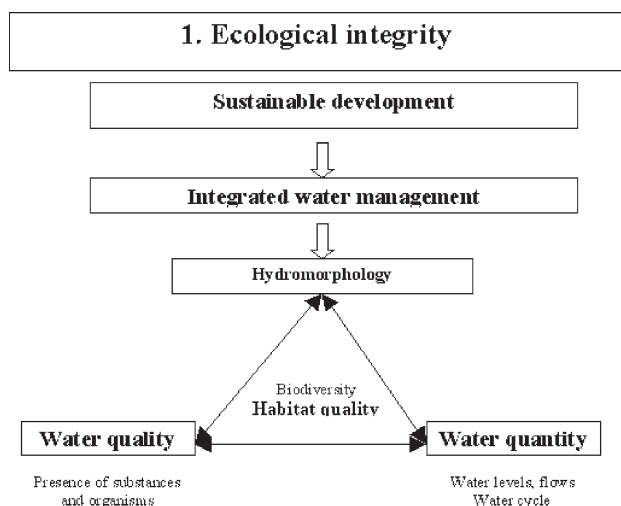 1. Ecological integrity
Sustainable development
Integrated water management
Hydromorphology
Biodiversity
Habitat quality
Water quality
Water quantity
Presence of substances
and organisms
Water levels, flows
Water cycle